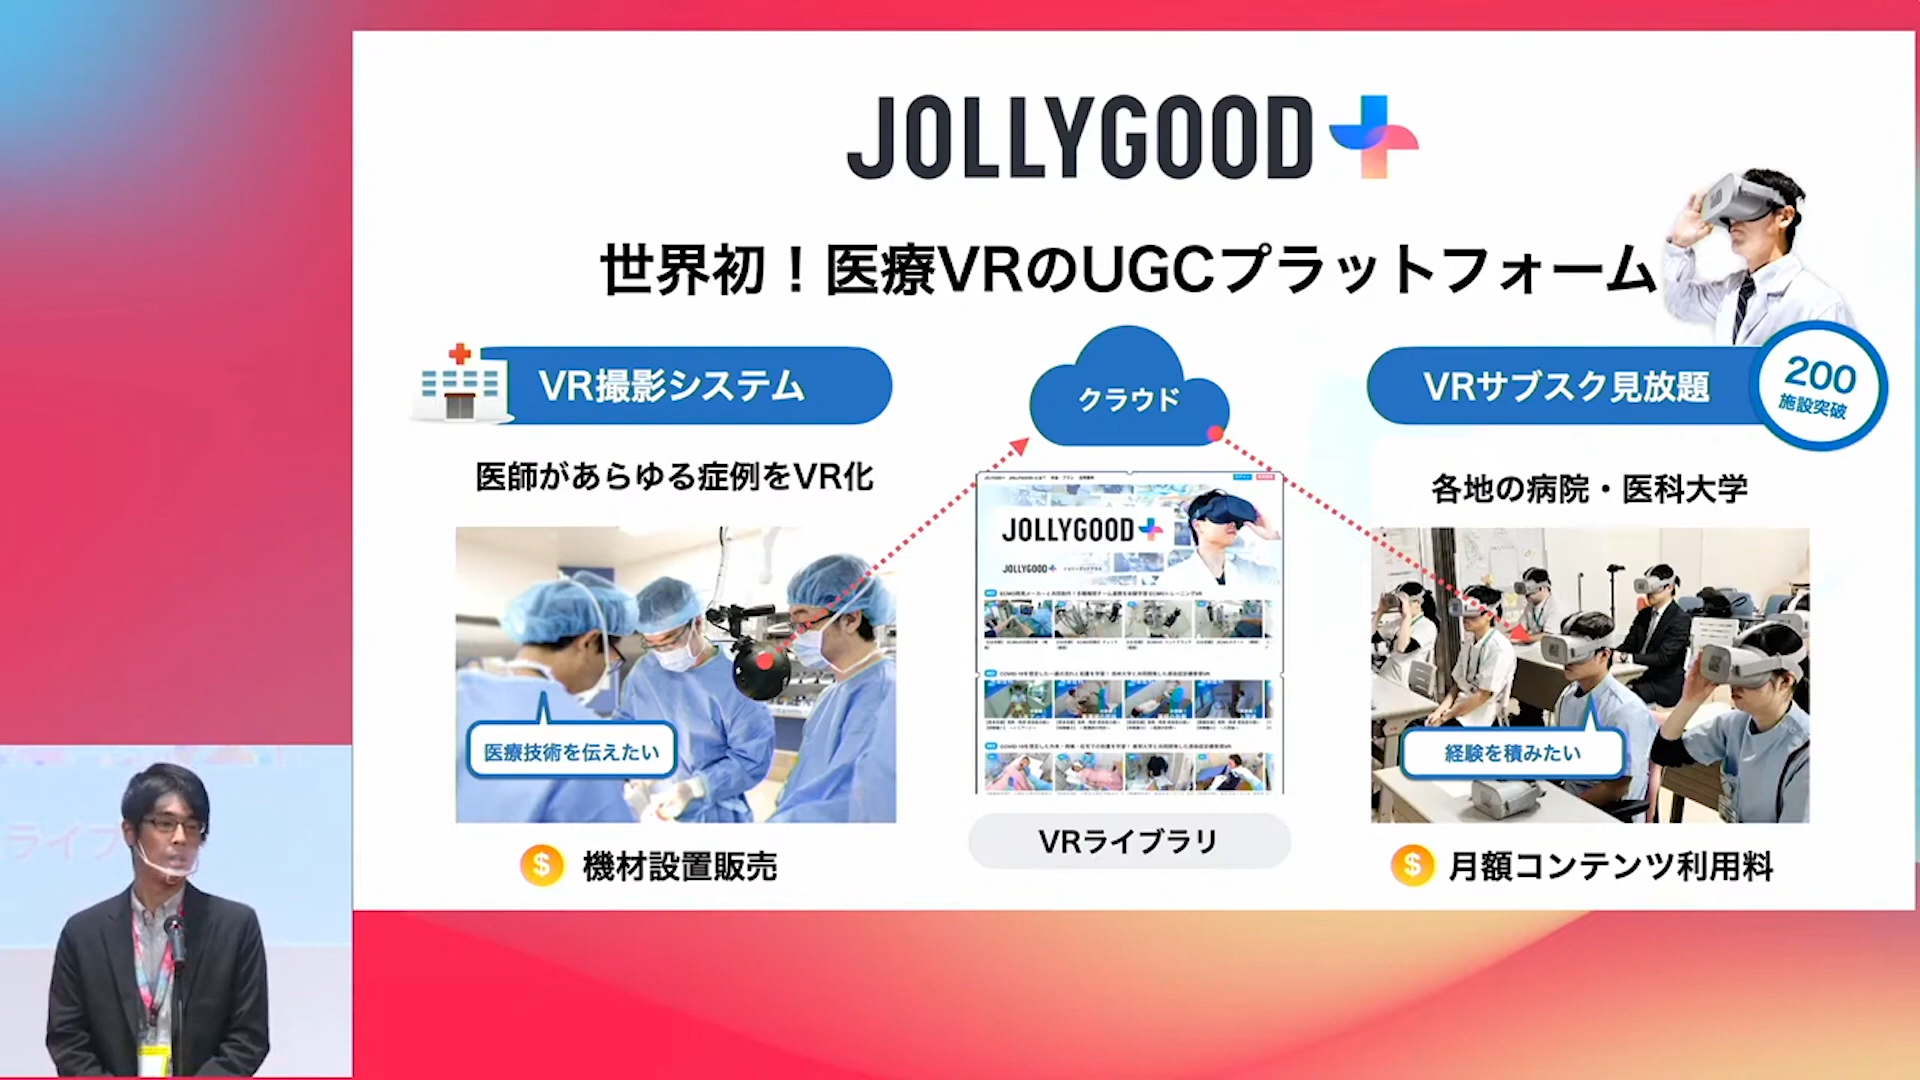 JOLLYGOOD+
世界初！医療VRのUGCプラットフォーム
VR撮影システム
クラウド
VRサブスク見放題
200
施設突破
医師があらゆる症例をVR化
各地の病院・医科大学
JOLLYGOOD+
JOLLYGOOD+
医療技術を伝えたい
経験を積みたい
VRライブラリ
機材設置販売
月額コンテンツ利用料
ライブ